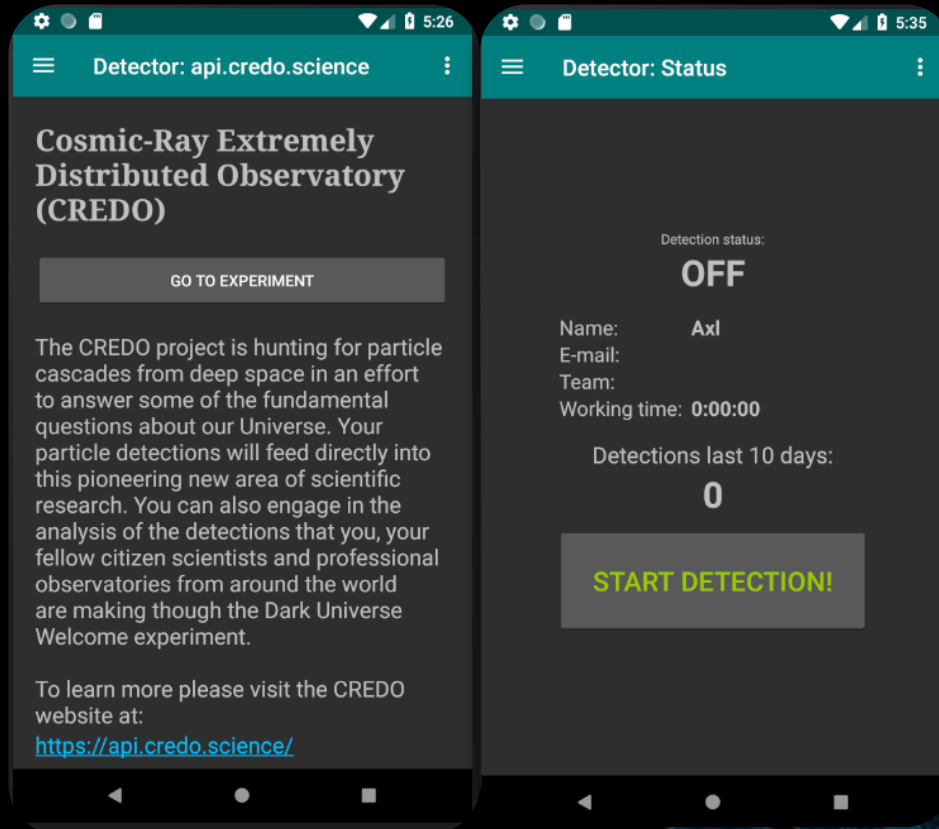 5:26
Detector: api.credo.science
Cosmic-Ray Extremely
Distributed Observatory
(CREDO)
GO TO EXPERIMENT
The CREDO project is hunting for particle
cascades from deep space in an effort
to answer some of the fundamental
questions about our Universe. Your
particle detections will feed directly into
this pioneering new area of scientific
research. You can also engage in the
analysis of the detections that you, your
fellow citizen scientists and professional
observatories from around the world
are making though the Dark Universe
Welcome experiment.
To learn more please visit the CREDO
website at:
https://api.credo.science/
5:35
Detector: Status
Detection status:
OFF
Name: Axl
E-mail:
Team:
Working time: 0:00:00
Detections last 10 days:
0
START DETECTION!